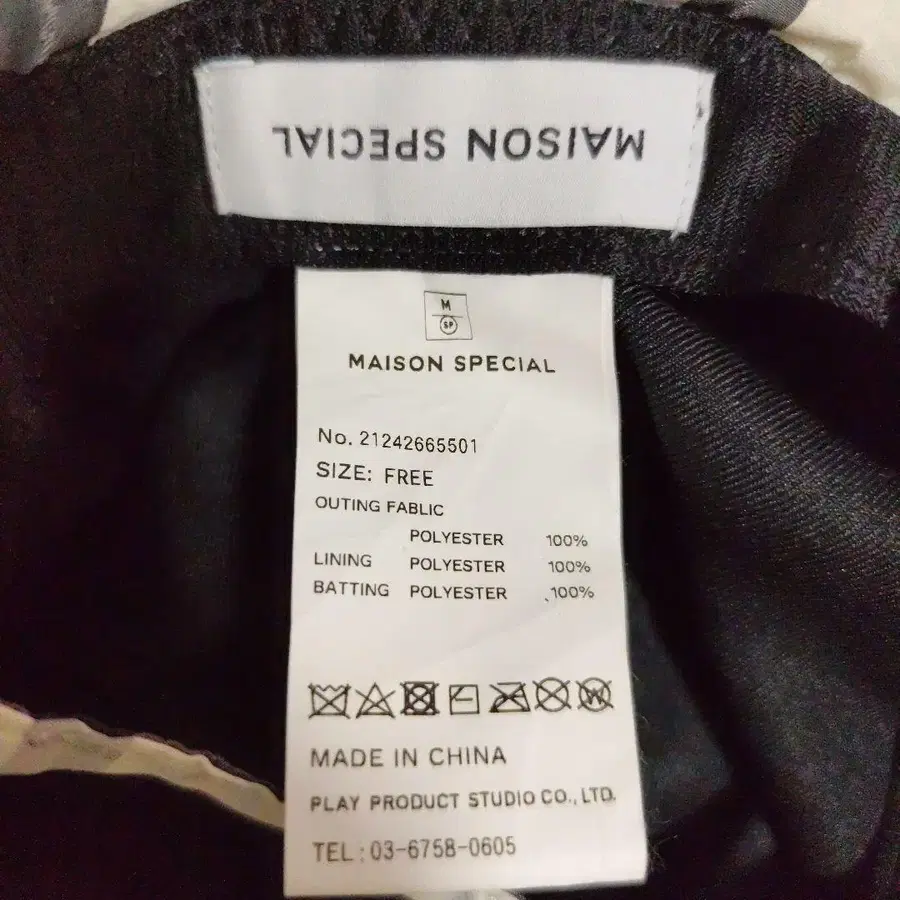 MAISON SPECIAL
M
SP
MAISON SPECIAL
No. 21242665501
SIZE: FREE
OUTING FABLIC
POLYESTER 100%
LINING POLYESTER 100%
BATTING POLYESTER 100%
W
MADE IN CHINA
PLAY PRODUCT STUDIO CO., LTD.
TEL : 03-6758-0605